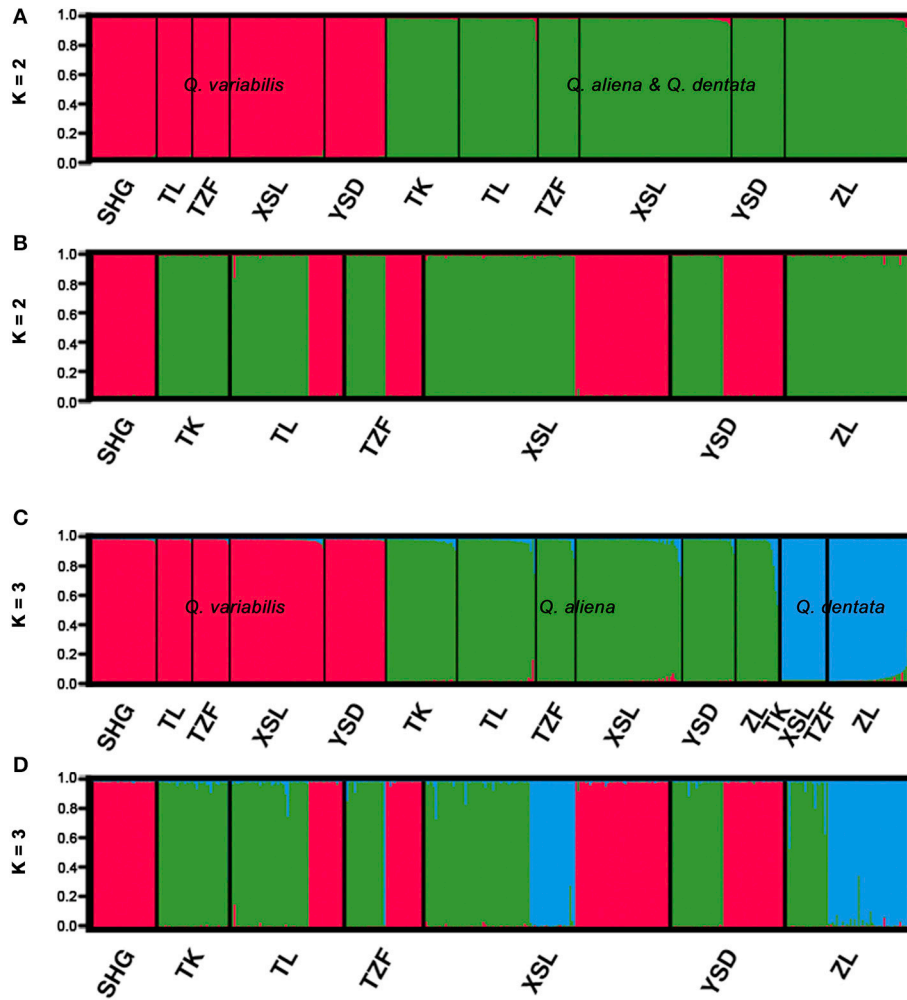 A
K = 2
1.0
0.8
0.6
0.4
0.2
0.0
Q. variabilis
Q. aliena & Q. dentata
SHG TL TZF XSL YSD TK TL TZF XSL YSD ZL
B
K = 2
1.0
0.8
0.6
0.4
0.2
0.0
SHG TK TL TZF XSL YSD ZL
C
K = 3
1.0
0.8
0.6
0.4
0.2
0.0
Q. variabilis
Q. aliena
Q. dentata
SHG TL TZF XSL YSD TK TL TZF XSL YSD ZL TK XSL TZF ZL
D
K = 3
1.0
0.8
0.6
0.4
0.2
0.0
SHG TK TL TZF XSL YSD ZL